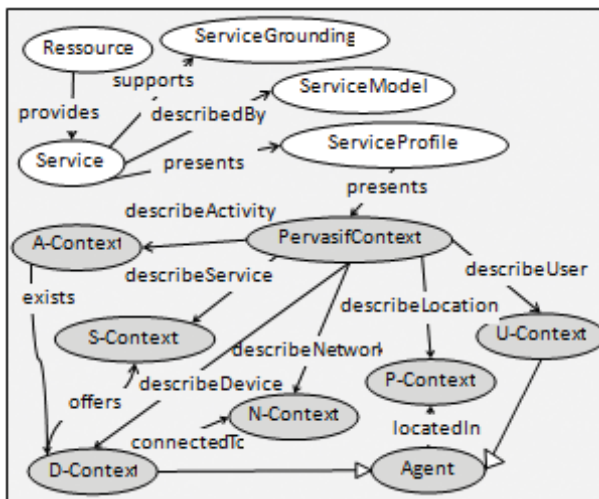 ServiceGrounding
Ressource
supports
ServiceModel
provides
describedBy
ServiceProfile
Service
presents
presents
describeActivity
A-Context
PervasifContext
describeService
describeUser
exists
describeLocation
S-Context
U-Context
describeNetwork
describeDevice
P-Context
offers
N-Context
connectedTc
locatedIn
D-Context
Agent